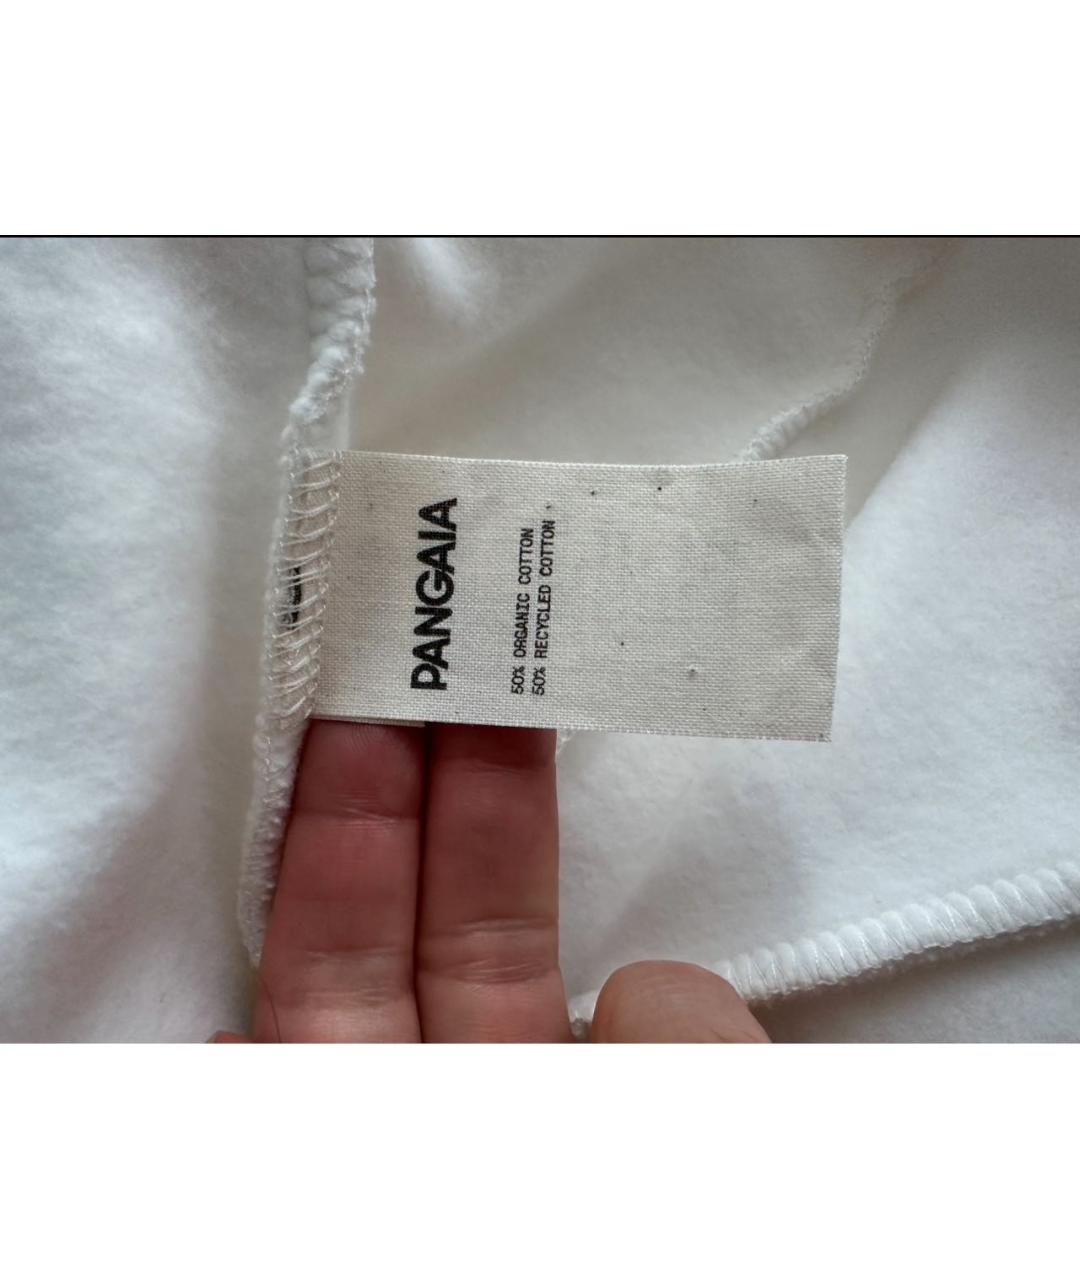 PANGAIA
50% ORGANIC COTTON
50% RECYCLED COTTON